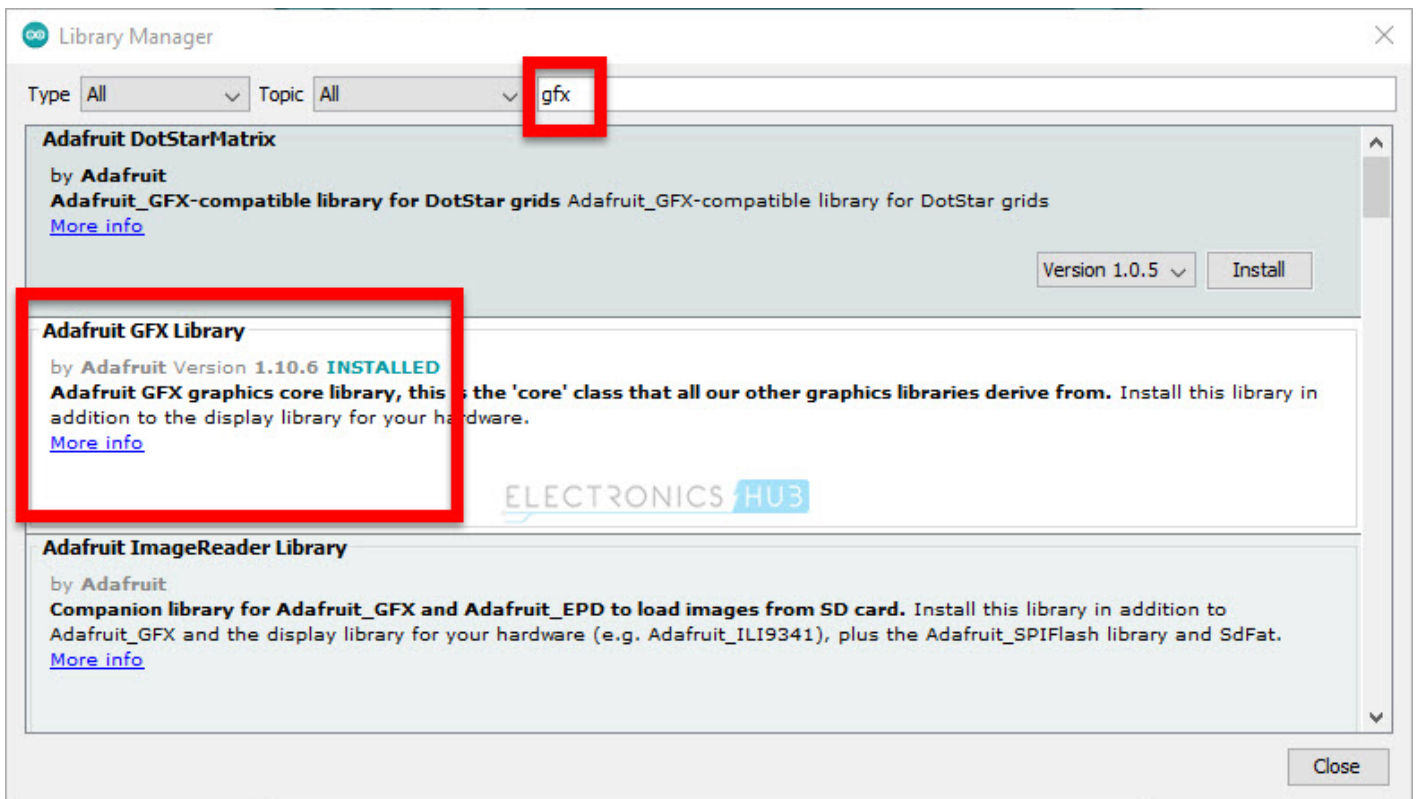 Library Manager
Type All Topic All gfx
Adafruit DotStarMatrix
by Adafruit
Adafruit_GFX-compatible library for DotStar grids Adafruit_GFX-compatible library for DotStar grids
More info
Version 1.0.5 Install
Adafruit GFX Library
by Adafruit Version 1.10.6 INSTALLED
Adafruit GFX graphics core library, this is the 'core' class that all our other graphics libraries derive from. Install this library in
addition to the display library for your hardware.
More info
ELECTRONICS HUB
Adafruit ImageReader Library
by Adafruit
Companion library for Adafruit_GFX and Adafruit_EPD to load images from SD card. Install this library in addition to
Adafruit_GFX and the display library for your hardware (e.g. Adafruit_ILI9341), plus the Adafruit_SPIFlash library and SdFat.
More info
Close